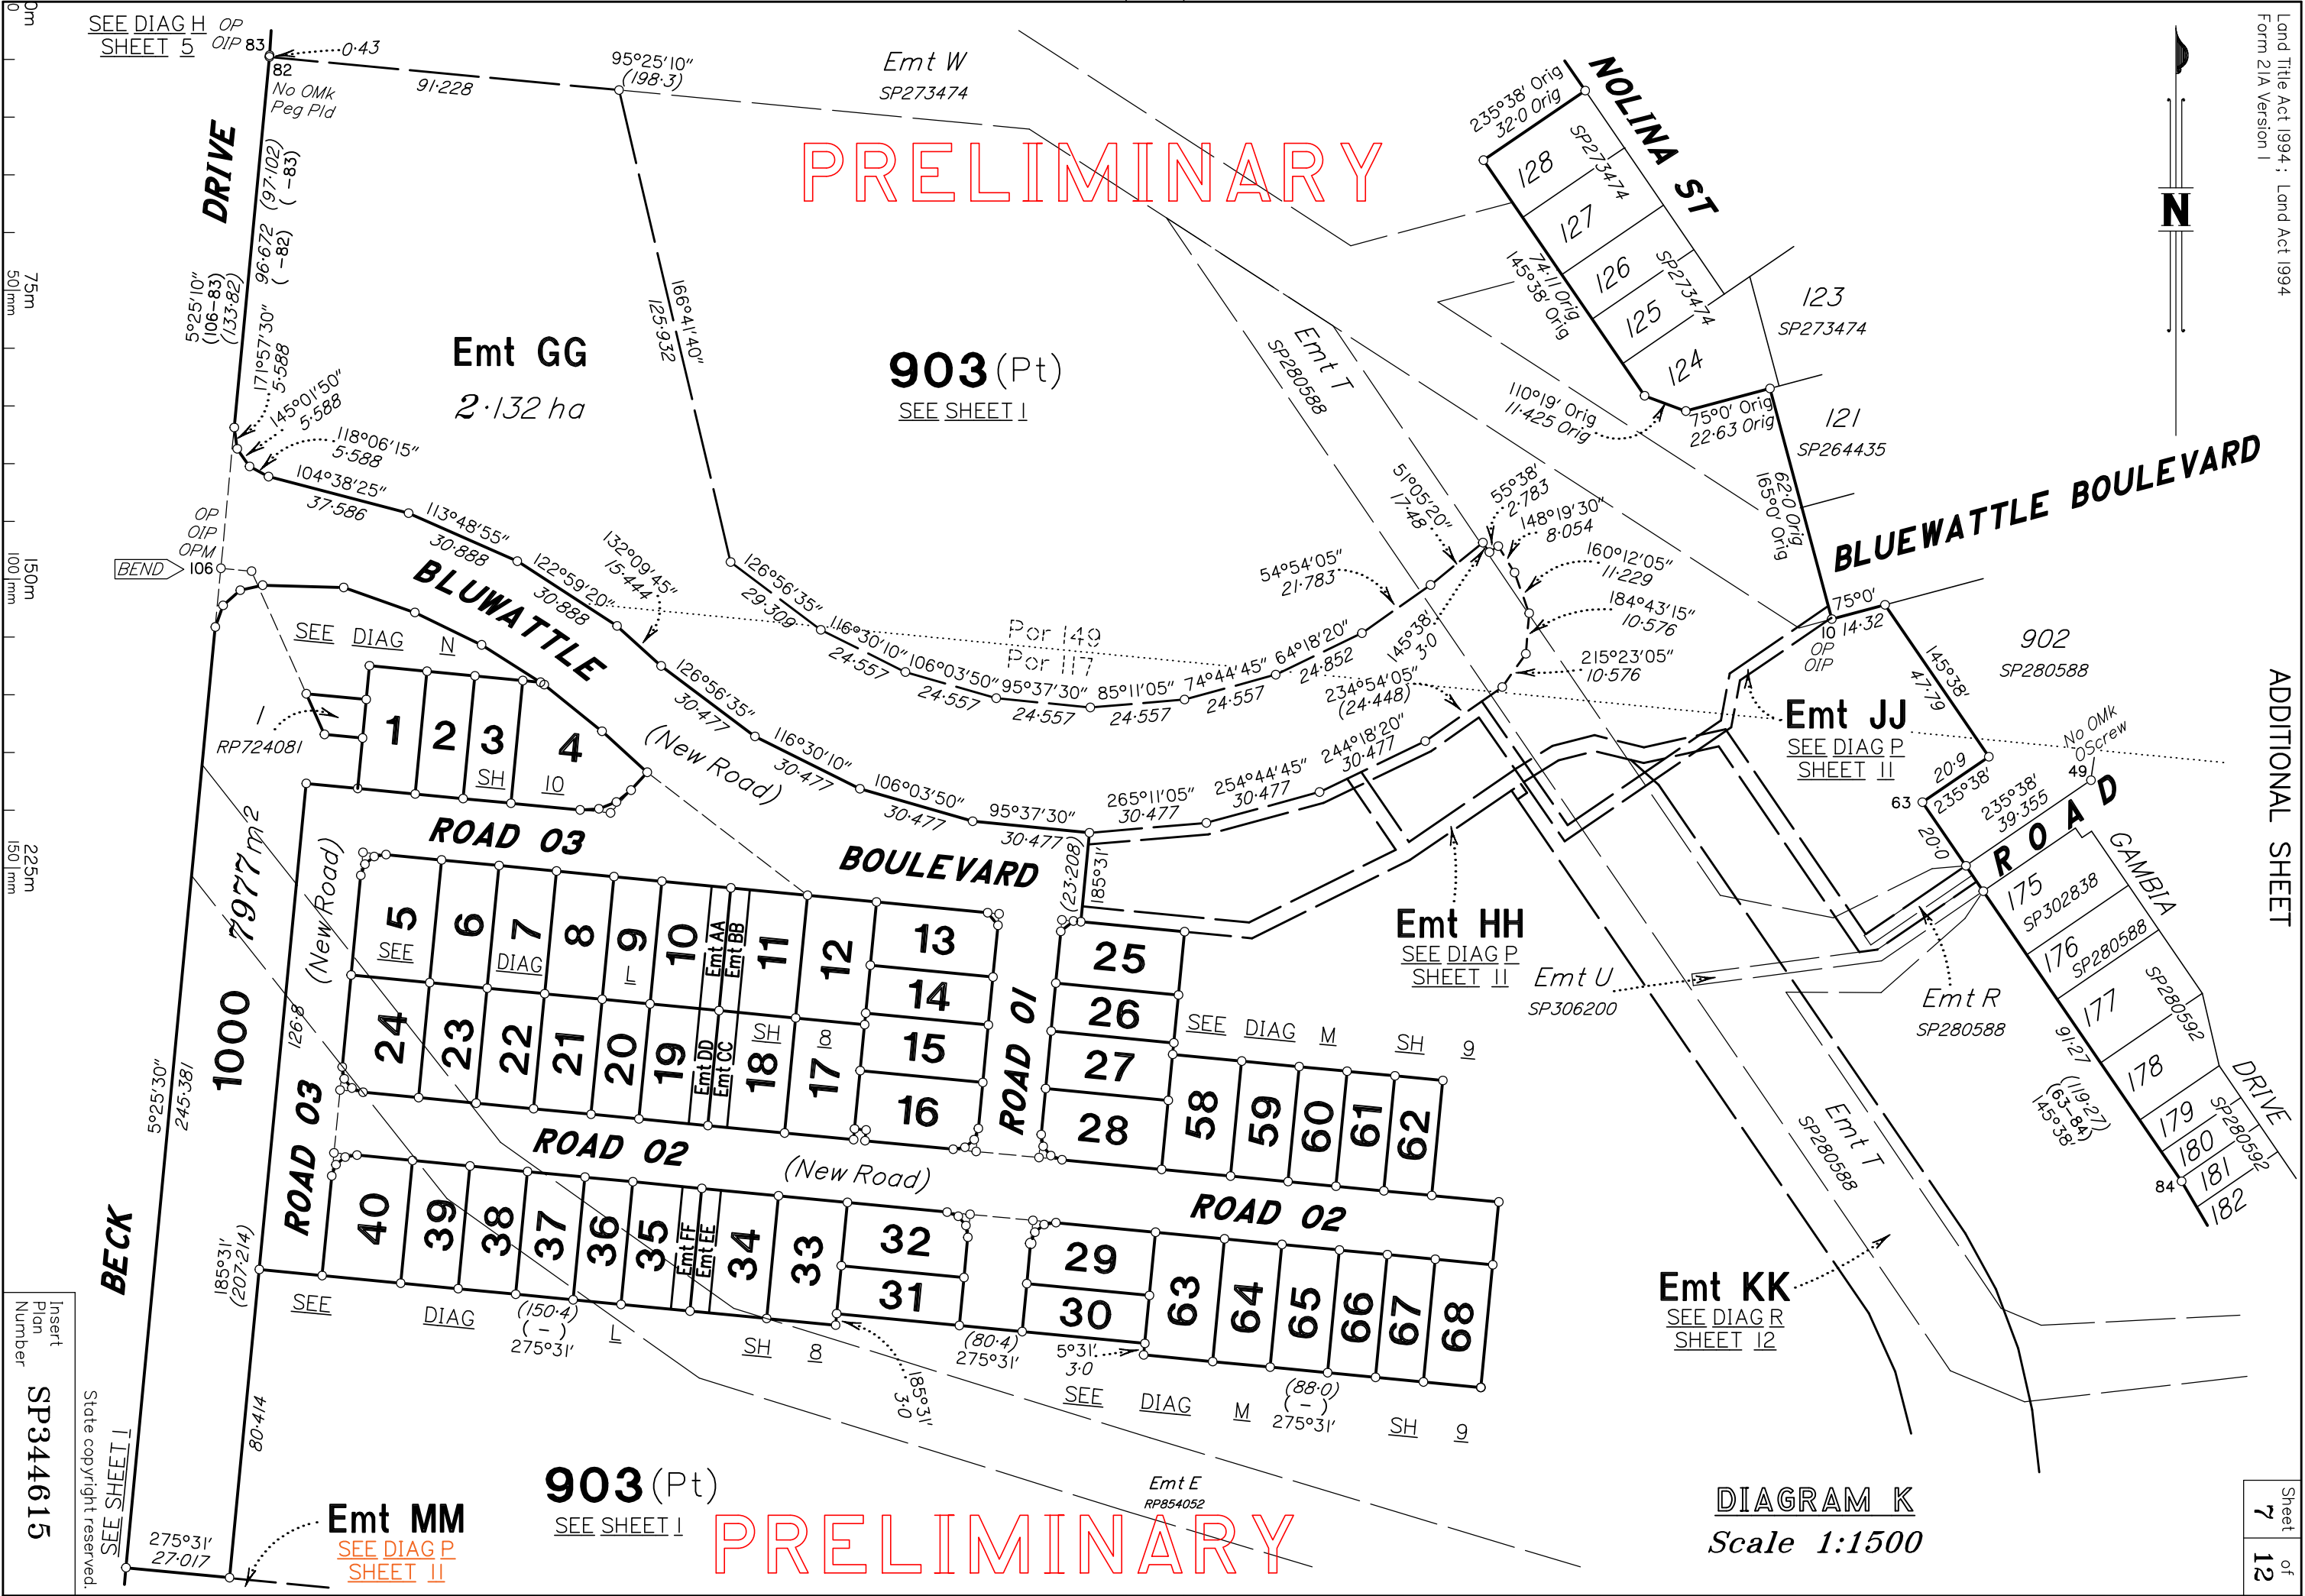 Land Title Act 1994 ; Land Act 1994
Form 21A Version 1
ADDITIONAL SHEET
Sheet 7 of 12
0m
0
75m
50mm
150m
100mm
225m
150mm
SEE DIAG H
SHEET 5
OP
OIP 83
0·43
82
No OMk
Peg Pld
91·228
95°25'10"
(198·3)
Emt W
SP273474
PRELIMINARY
N
NOLINA ST
235°38' Orig
32·0 Orig
SP273474
128
127
126
125
124
SP273474
74·11 Orig
145°38' Orig
123
SP273474
121
SP264435
110°19' Orig
11·425 Orig
75°0' Orig
22·63 Orig
62·0 Orig
165°0' Orig
BLUEWATTLE BOULEVARD
DRIVE
96·672 (97·102)
( -82) ( -83)
5°25'10"
(106-83)
(133·82)
171°57'30"
5·588
145°01'50"
5·588
118°06'15"
5·588
104°38'25"
37·586
113°48'55"
30·888
122°59'20"
30·888
132°09'45"
15·444
126°56'35"
30·477
116°30'10"
30·477
106°03'50"
30·477
95°37'30"
30·477
265°11'05"
30·477
254°44'45"
30·477
244°18'20"
30·477
234°54'05"
(24·448)
145°38'
3·0
Emt GG
2·132 ha
166°41'40"
125·932
903 (Pt)
SEE SHEET 1
Emt T
SP280588
126°56'35"
29·309
116°30'10"
24·557
106°03'50"
24·557
95°37'30"
24·557
85°11'05"
24·557
74°44'45"
24·557
64°18'20"
24·852
54°54'05"
21·783
51°05'20"
17·48
55°38'
2·783
148°19'30"
8·054
160°12'05"
11·229
184°43'15"
10·576
215°23'05"
10·576
Por 149
Por 117
75°0'
14·32
10
OP
OIP
902
SP280588
145°38'
47·79
Emt JJ
SEE DIAG P
SHEET 11
No OMk
OScrew
49
20·9
235°38'
63
235°38'
39·355
20·0
ROAD
GAMBIA
DRIVE
175
SP302838
176
SP280588
177
SP280592
178
179
SP280592
180
181
182
91·27
(119·27)
(63-84)
145°38'
84
OP
OIP
OPM
BEND
106
BLUWATTLE
BOULEVARD
(New Road)
SEE DIAG N
1
RP724081
1
2
3
SH
4
10
ROAD 03
(New Road)
185°31'
(23·208)
Emt HH
SEE DIAG P
SHEET 11
Emt U
SP306200
Emt R
SP280588
5
SEE
6
7
DIAG
8
9
L
10
Emt AA
Emt BB
11
12
13
14
15
16
17
8
18
SH
Emt CC
Emt DD
19
20
21
22
23
24
ROAD 01
25
26
27
28
SEE DIAG M SH 9
58
59
60
61
62
1000
7977 m²
126·8
ROAD 03
5°25'30"
245·381
BECK
185°31'
(207·214)
80·414
ROAD 02
(New Road)
ROAD 02
40
39
38
37
36
35
Emt FF
Emt EE
34
33
32
31
29
30
63
64
65
66
67
68
SEE DIAG L SH 8
(150·4)
( - )
275°31'
185°31'
3·0
(80·4)
275°31'
5°31'
3·0
SEE DIAG M SH 9
(88·0)
( - )
275°31'
Emt T
SP280588
Emt KK
SEE DIAG R
SHEET 12
903 (Pt)
SEE SHEET 1
PRELIMINARY
Emt E
RP854052
Emt MM
SEE DIAG P
SHEET 11
275°31'
27·017
SEE SHEET 1
State copyright reserved.
Insert
Plan
Number
SP344615
DIAGRAM K
Scale 1:1500